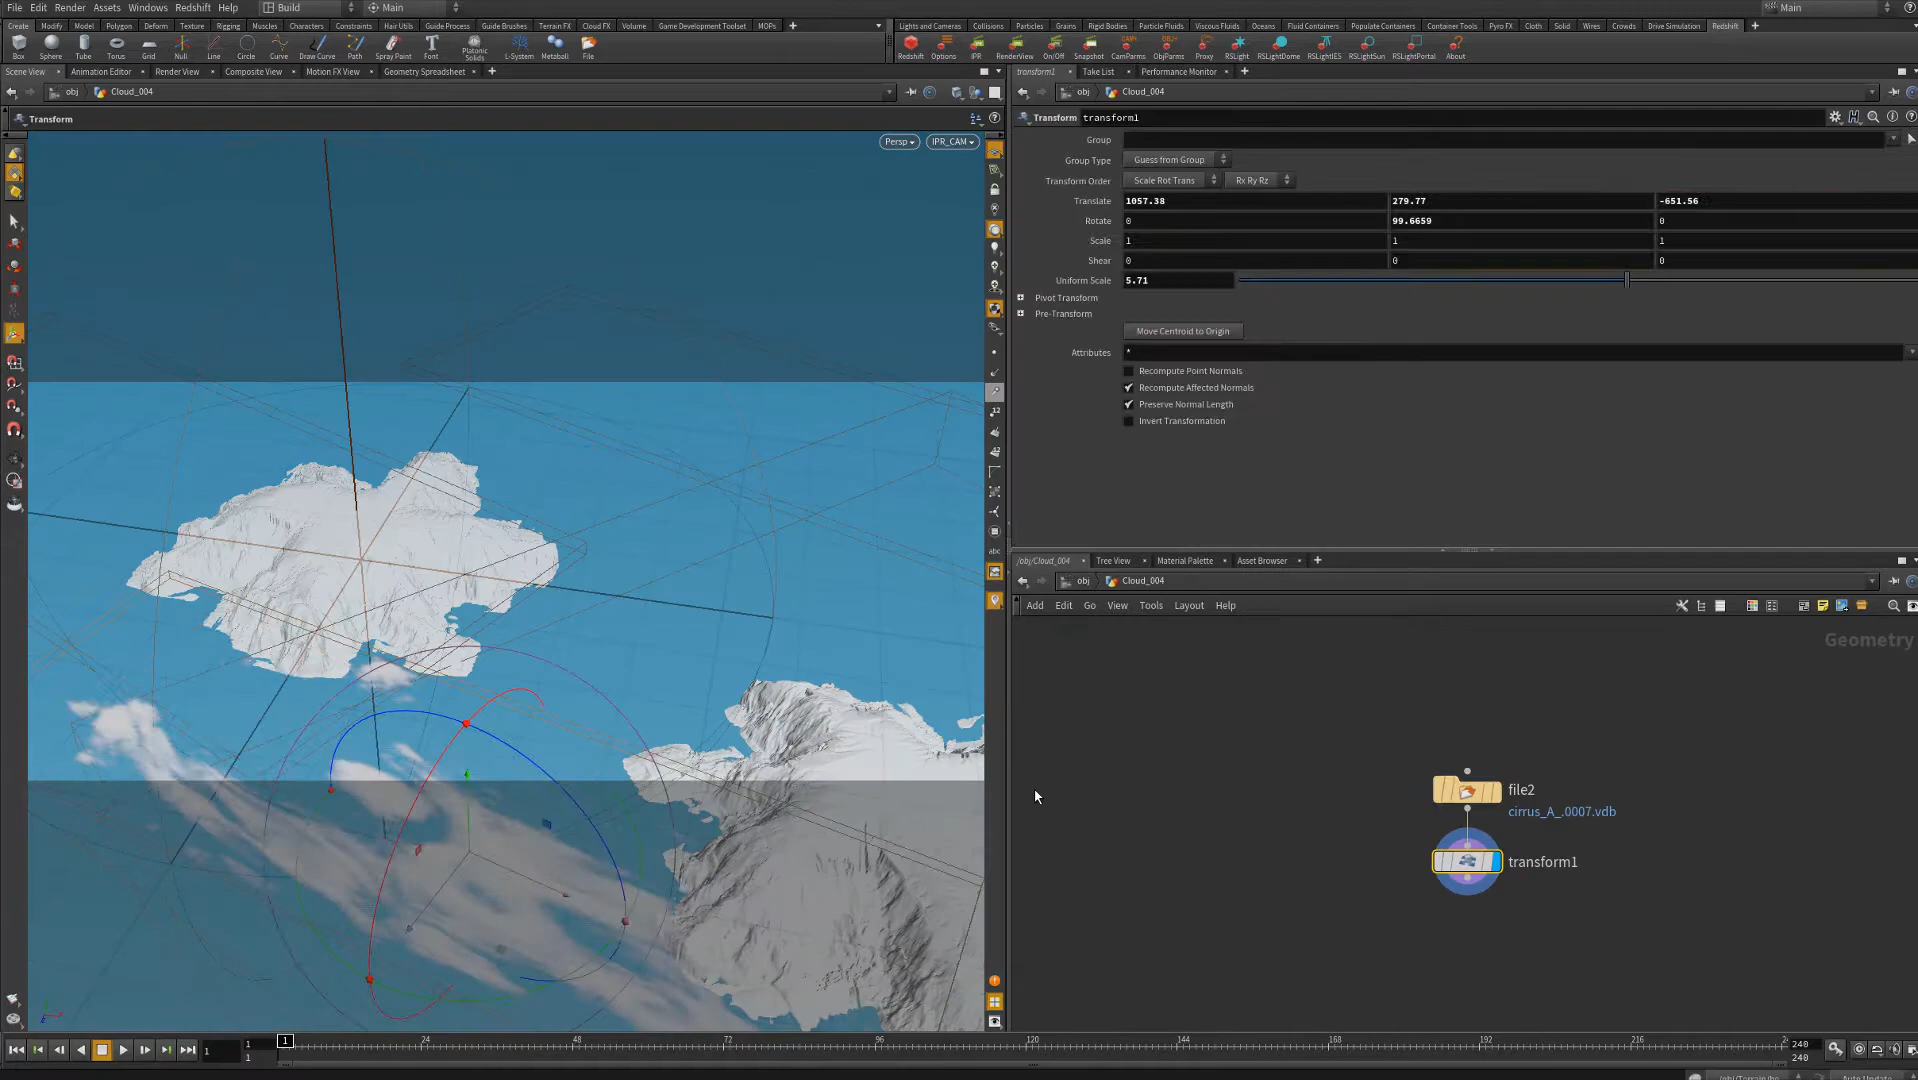 File Edit Render Assets Windows Redshift Help Build Main Main
Create Modify Model Polygon Deform Texture Rigging Muscles Characters Constraints Hair Utils Guide Process Guide Brushes Terrain FX Cloud FX Volume Game Development Toolset MOPs
Lights and Cameras Collisions Particles Grains Rigid Bodies Particle Fluids Viscous Fluids Oceans Fluid Containers Populate Containers Container Tools Pyro FX Cloth Solid Wires Crowds Drive Simulation Redshift
Box Sphere Tube Torus Grid Null Line Circle Curve Draw Curve Path Spray Paint Font Platonic Solids L-System Metaball File
Redshift Options IPR RenderView On/Off Snapshot CamParms ObjParms Proxy RSLight RSLightDome RSLightIES RSLightSun RSLightPortal About
Scene View Animation Editor Render View Composite View Motion FX View Geometry Spreadsheet
transform1 Take List Performance Monitor
obj Cloud_004
obj Cloud_004
Transform
Transform transform1
Persp IPR_CAM
Group
Group Type Guess from Group
Transform Order Scale Rot Trans Rx Ry Rz
Translate 1057.38 279.77 -651.56
Rotate 0 99.6659 0
Scale 1 1 1
Shear 0 0 0
Uniform Scale 5.71
Pivot Transform
Pre-Transform
Move Centroid to Origin
Attributes *
Recompute Point Normals
Recompute Affected Normals
Preserve Normal Length
Invert Transformation
/obj/Cloud_004 Tree View Material Palette Asset Browser
obj Cloud_004
Add Edit Go View Tools Layout Help
Geometry
file2
cirrus_A_.0007.vdb
transform1
abc
1 1 1 24 48 72 96 120 144 168 192 216 240
1 240
Auto Update